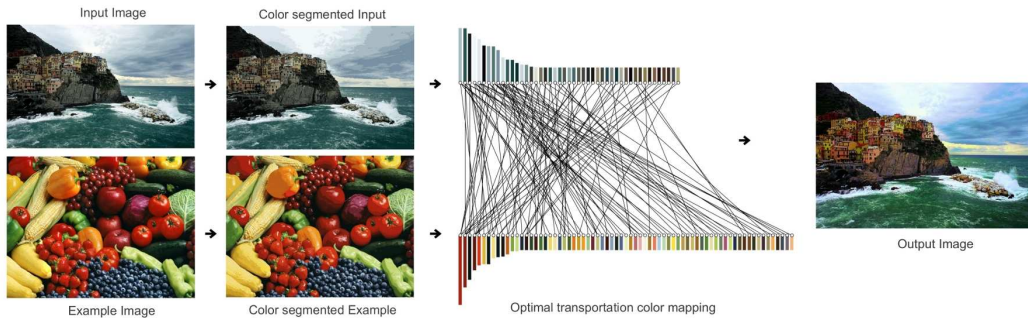 Input Image
Color segmented Input
Output Image
Example Image
Color segmented Example
Optimal transportation color mapping